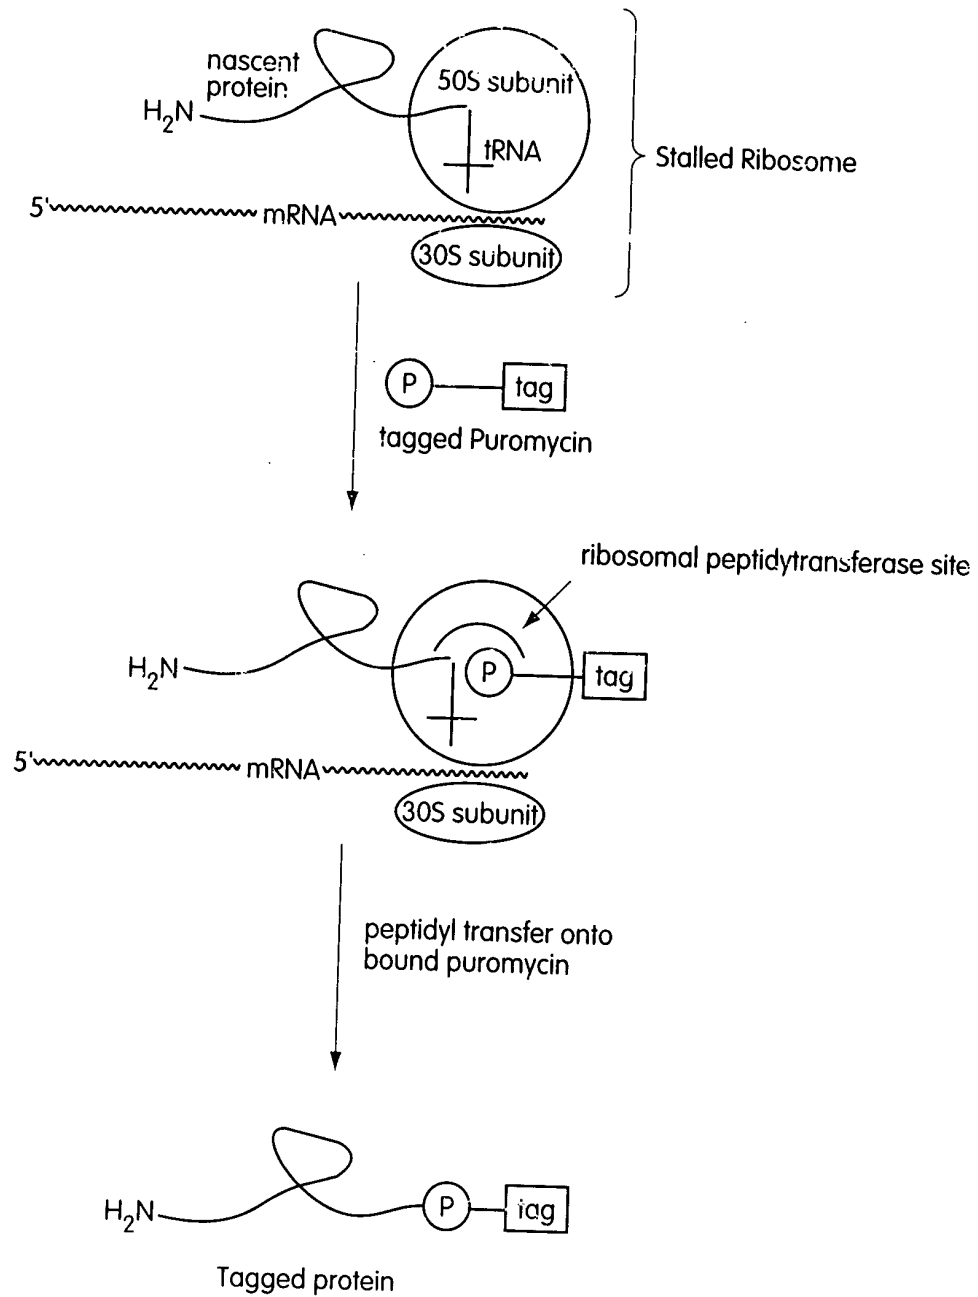 nascent
protein
50S subunit
H2N
tRNA
Stalled Ribosome
5' mRNA
30S subunit
P tag
tagged Puromycin
ribosomal peptidytransferase site
H2N
P tag
5' mRNA
30S subunit
peptidyl transfer onto
bound puromycin
H2N P tag
Tagged protein